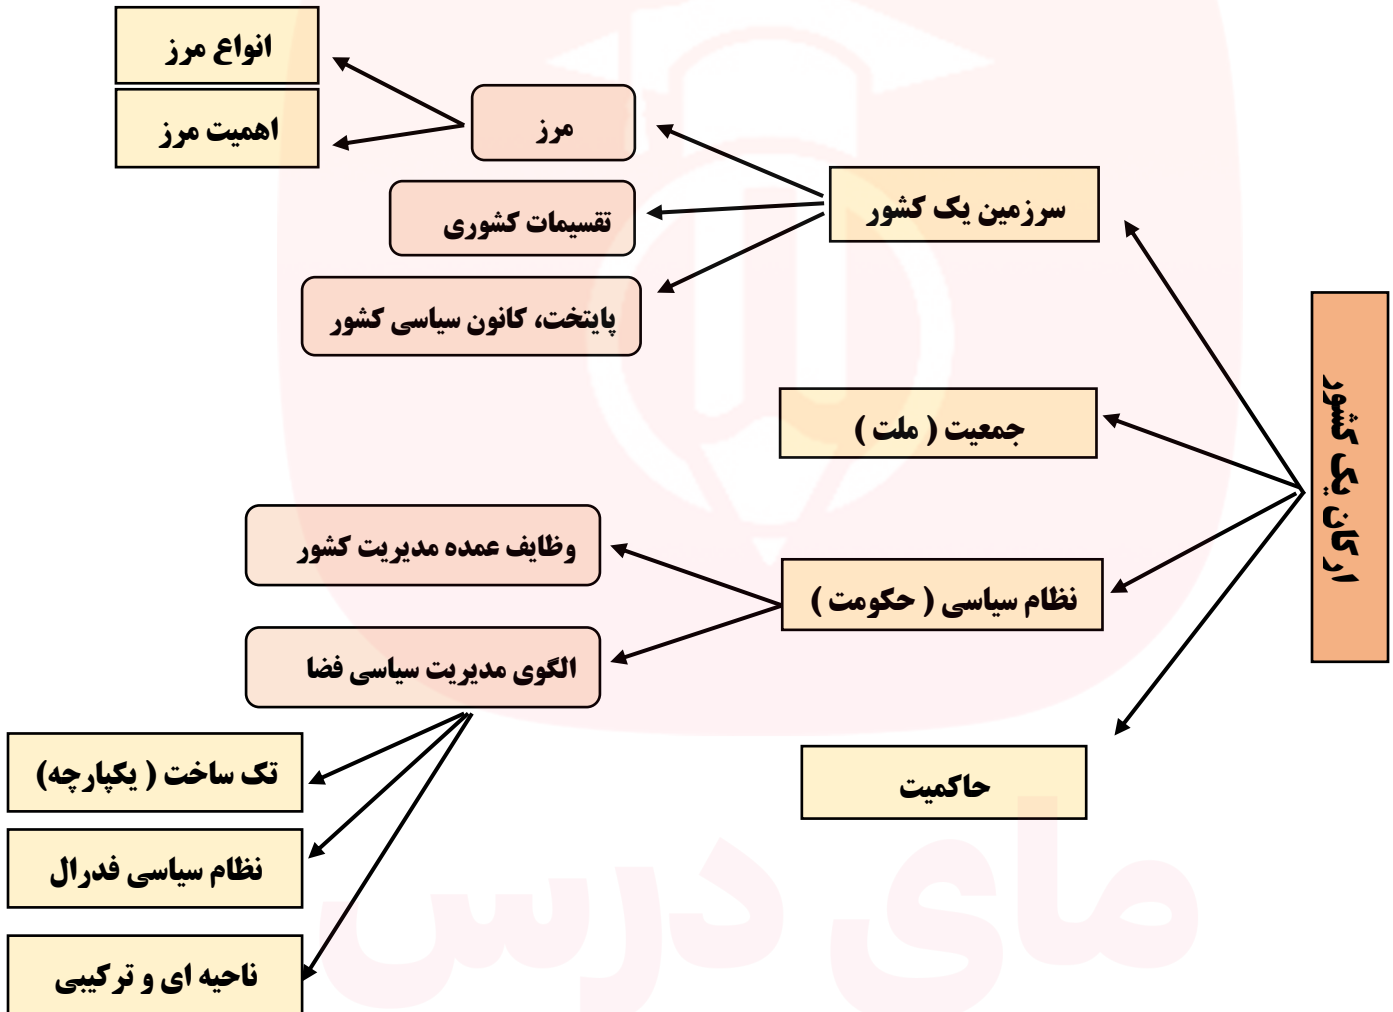 ارکان یک کشور
سرزمین یک کشور
مرز
انواع مرز
اهمیت مرز
تقسیمات کشوری
پایتخت، کانون سیاسی کشور
جمعیت ( ملت )
نظام سیاسی ( حکومت )
وظایف عمده مدیریت کشور
الگوی مدیریت سیاسی فضا
تک ساخت ( یکپارچه)
نظام سیاسی فدرال
ناحیه ای و ترکیبی
حاکمیت
مای درس